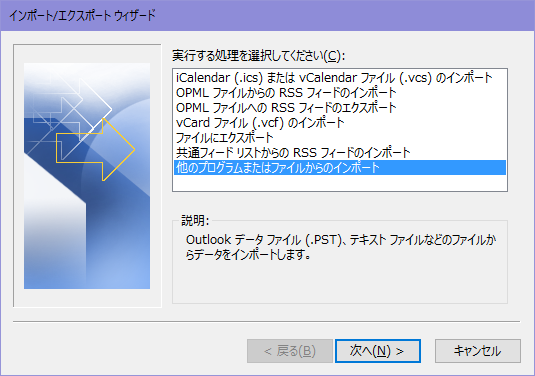 インポート/エクスポート ウィザード
実行する処理を選択してください(C):
iCalendar (.ics) または vCalendar ファイル (.vcs) のインポート
OPML ファイルからの RSS フィードのインポート
OPML ファイルへの RSS フィードのエクスポート
vCard ファイル (.vcf) のインポート
ファイルにエクスポート
共通フィード リストからの RSS フィードのインポート
他のプログラムまたはファイルからのインポート
説明:
Outlook データ ファイル (.PST)、テキスト ファイルなどのファイルか
らデータをインポートします。
< 戻る(B) 次へ(N) > キャンセル